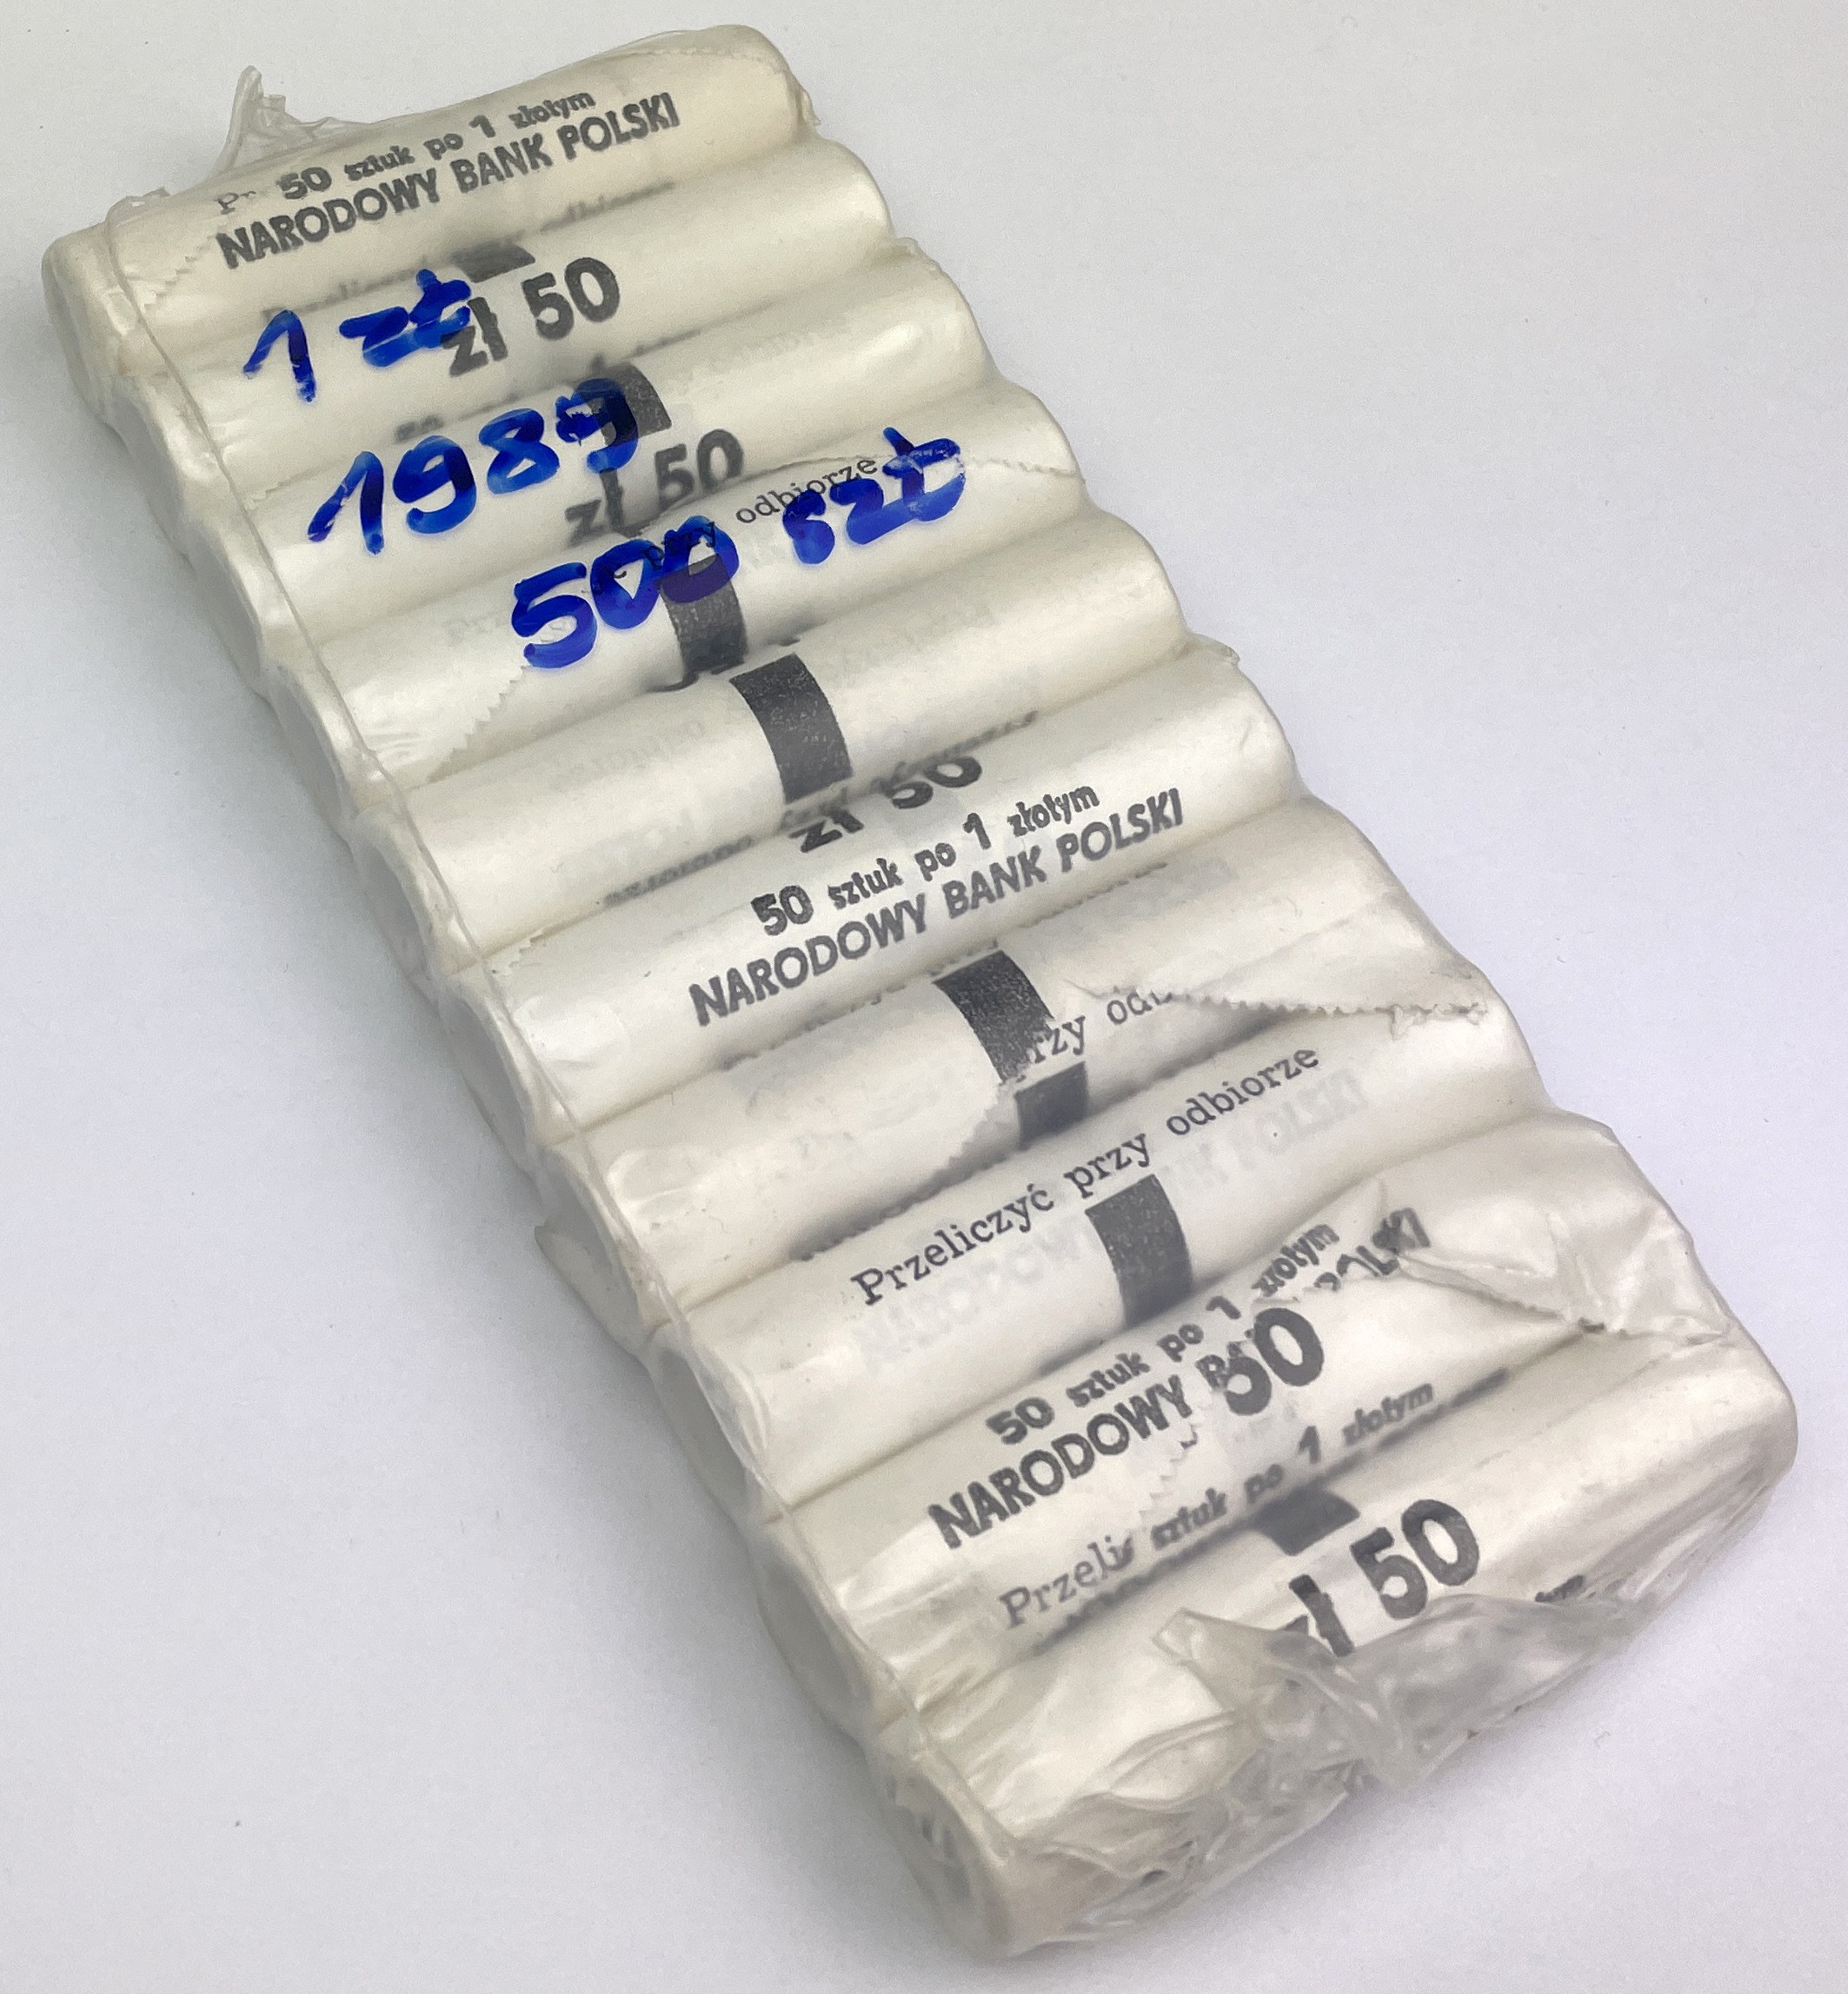 50 sztuk po 1 złotym
NARODOWY BANK POLSKI
1 zł
zł 50
1989
zł 50
przy odbiorze
500 szt
zł 50
50 sztuk po 1 złotym
NARODOWY BANK POLSKI
przy
Przeliczyć przy odbiorze
50 sztuk po 1 złotym
NARODOWY
50
sztuk po 1 złotym
zł 50